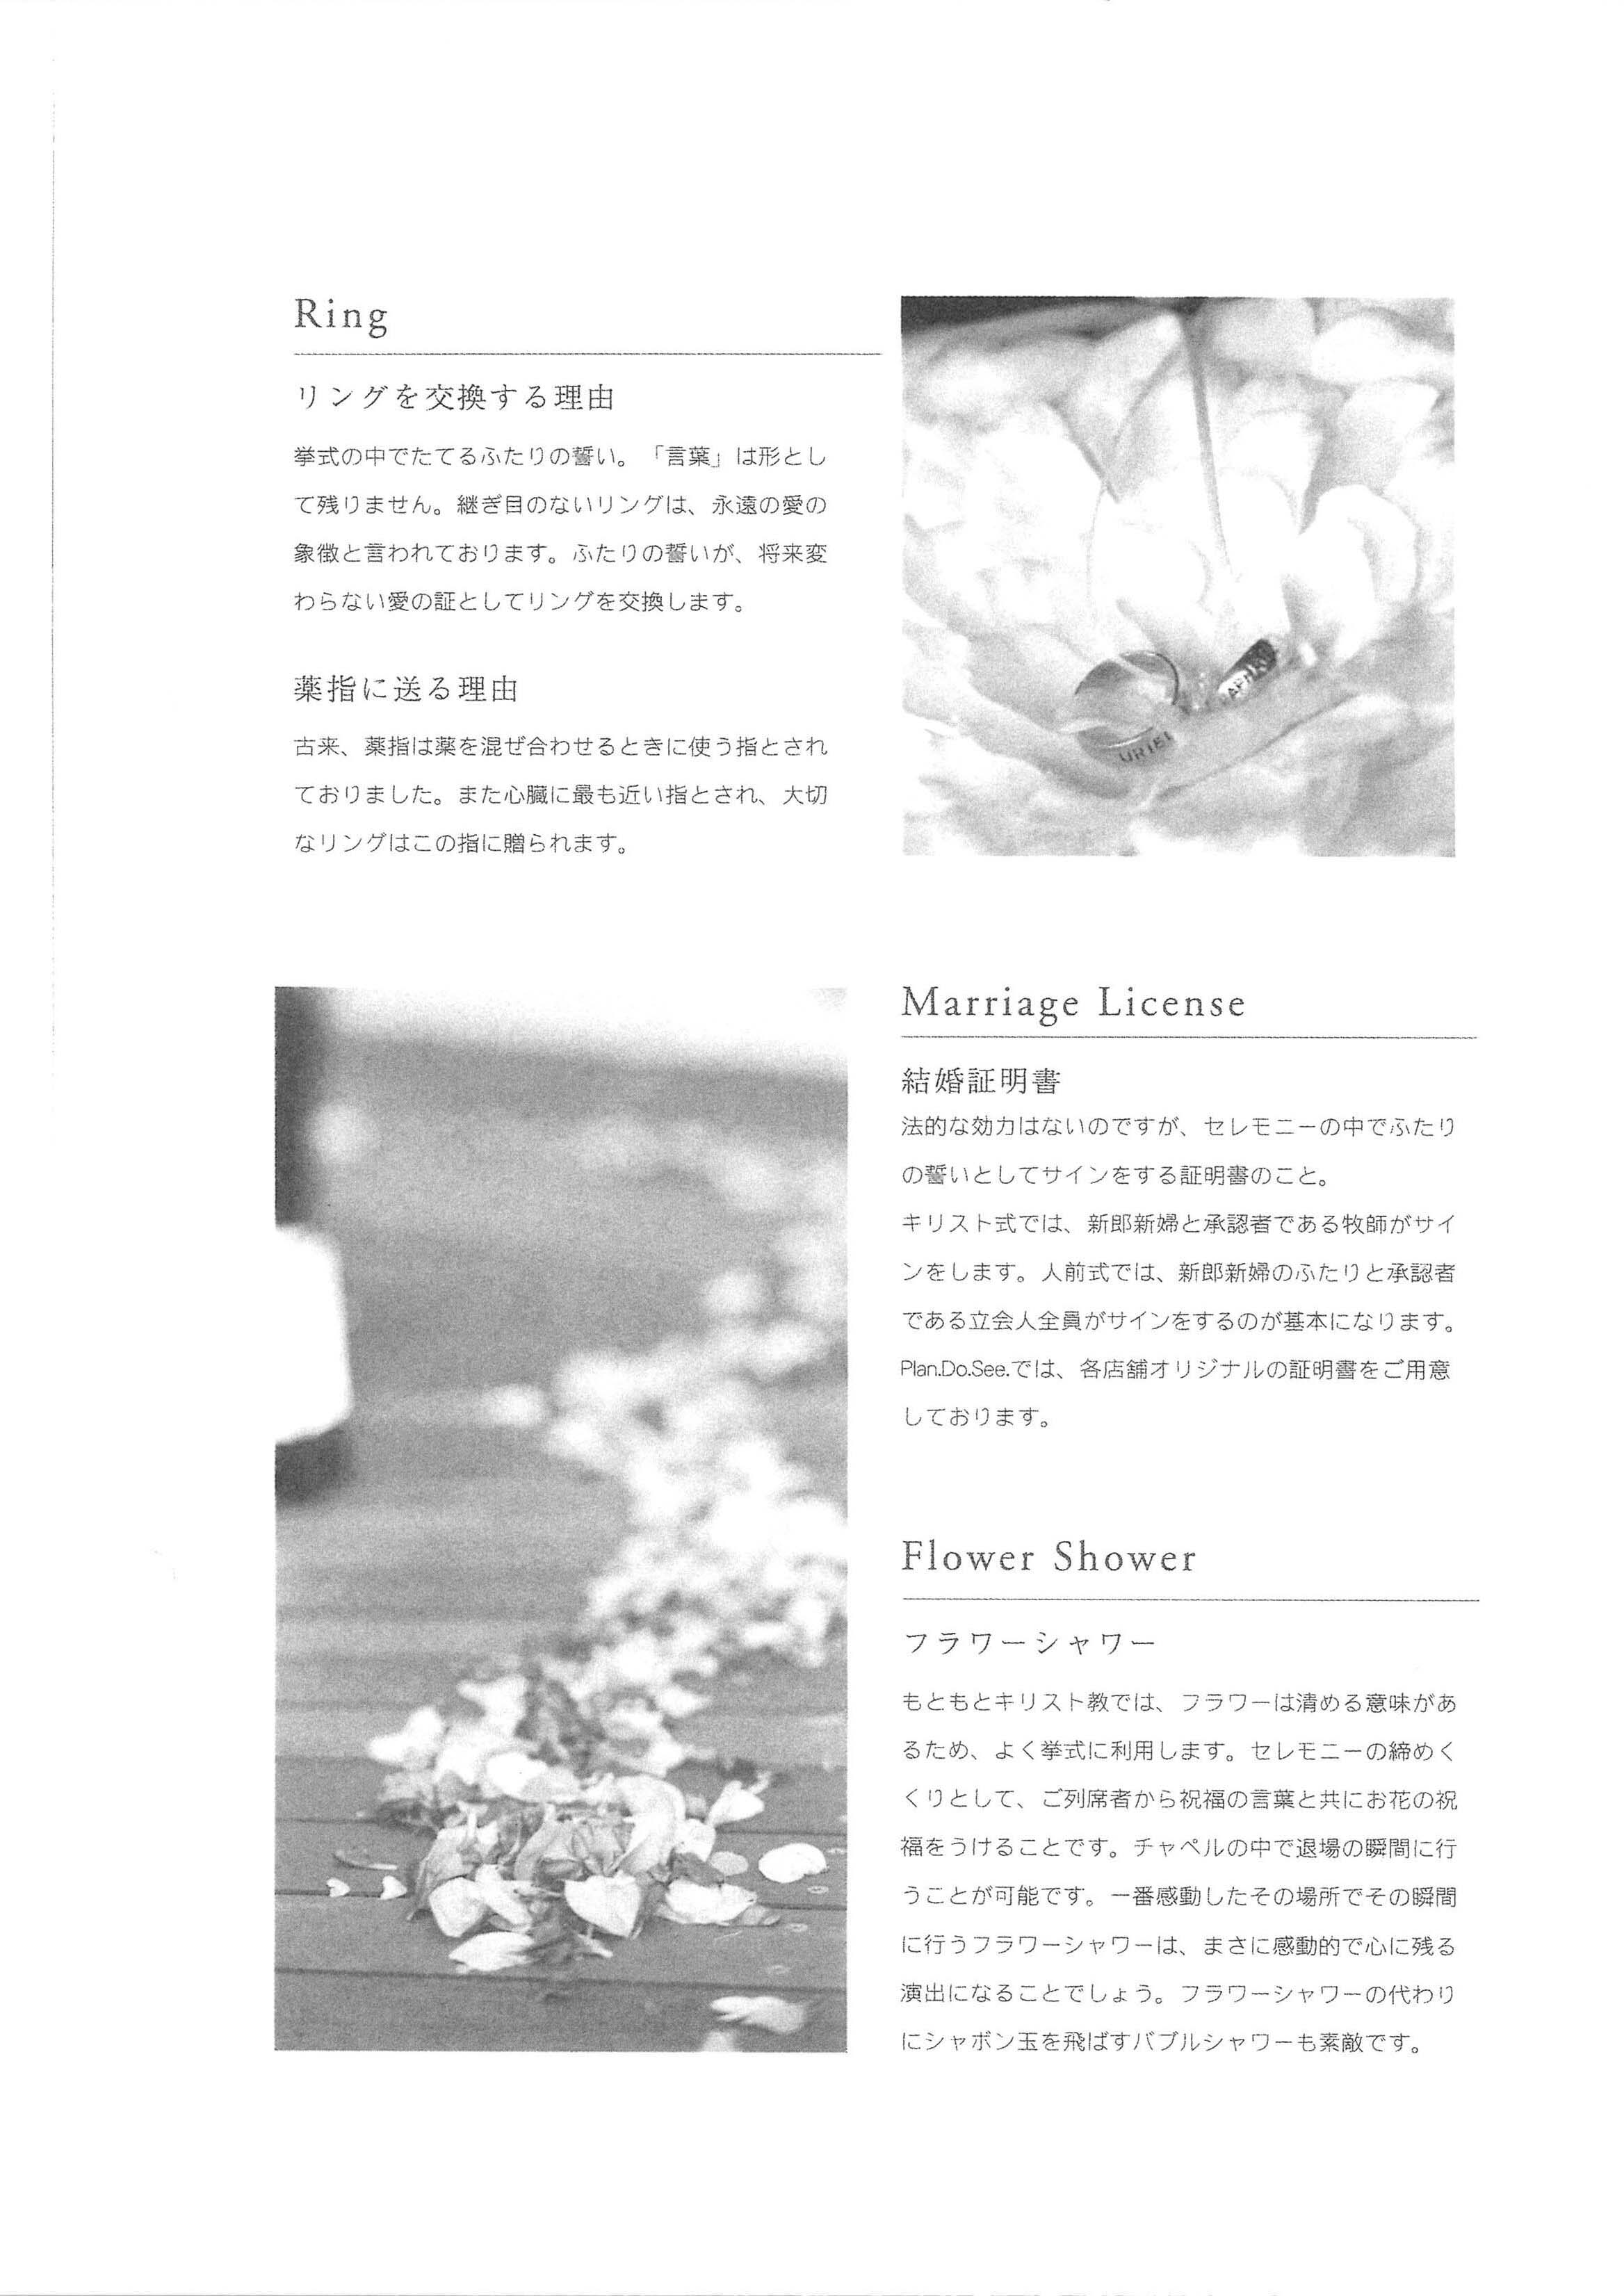 Ring
リングを交換する理由
挙式の中でたてるふたりの誓い。「言葉」は形とし
て残りません。継ぎ目のないリングは、永遠の愛の
象徴と言われております。ふたりの誓いが、将来変
わらない愛の証としてリングを交換します。
薬指に送る理由
古来、薬指は薬を混ぜ合わせるときに使う指とされ
ておりました。また心臓に最も近い指とされ、大切
なリングはこの指に贈られます。
URIEL
Marriage License
結婚証明書
法的な効力はないのですが、セレモニーの中でふたり
の誓いとしてサインをする証明書のこと。
キリスト式では、新郎新婦と承認者である牧師がサイ
ンをします。人前式では、新郎新婦のふたりと承認者
である立会人全員がサインをするのが基本になります。
Plan.Do.See.では、各店舗オリジナルの証明書をご用意
しております。
Flower Shower
フラワーシャワー
もともとキリスト教では、フラワーは清める意味があ
るため、よく挙式に利用します。セレモニーの締めく
くりとして、ご列席者から祝福の言葉と共にお花の祝
福をうけることです。チャペルの中で退場の瞬間に行
うことが可能です。一番感動したその場所でその瞬間
に行うフラワーシャワーは、まさに感動的で心に残る
演出になることでしょう。フラワーシャワーの代わり
にシャボン玉を飛ばすバブルシャワーも素敵です。